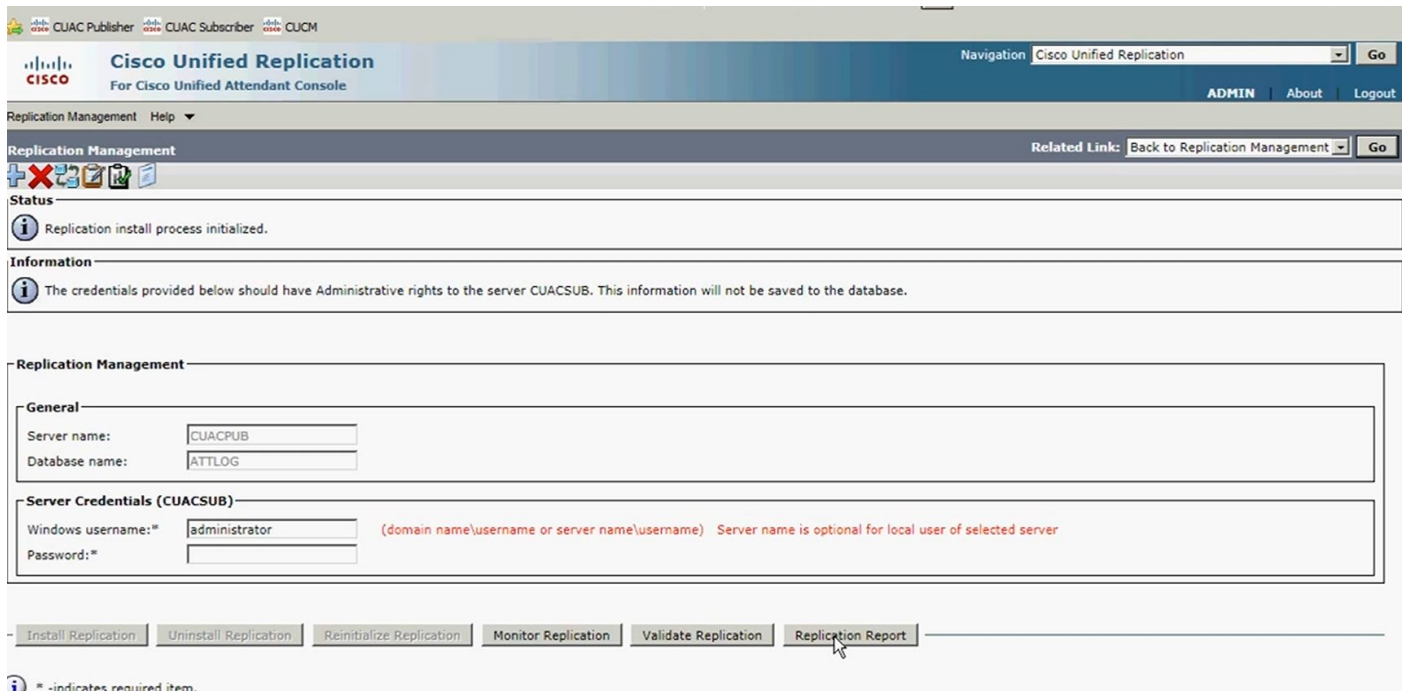 CUAC Publisher CUAC Subscriber CUCM
CISCO
Cisco Unified Replication
For Cisco Unified Attendant Console
Navigation Cisco Unified Replication Go
ADMIN About Logout
Replication Management Help
Replication Management
Related Link: Back to Replication Management Go
Status
Replication install process initialized.
Information
The credentials provided below should have Administrative rights to the server CUACSUB. This information will not be saved to the database.
Replication Management
General
Server name: CUACPUB
Database name: ATTLOG
Server Credentials (CUACSUB)
Windows username:* administrator (domain name\username or server name\username) Server name is optional for local user of selected server
Password:*
Install Replication Uninstall Replication Reinitialize Replication Monitor Replication Validate Replication Replication Report
* -indicates required item.